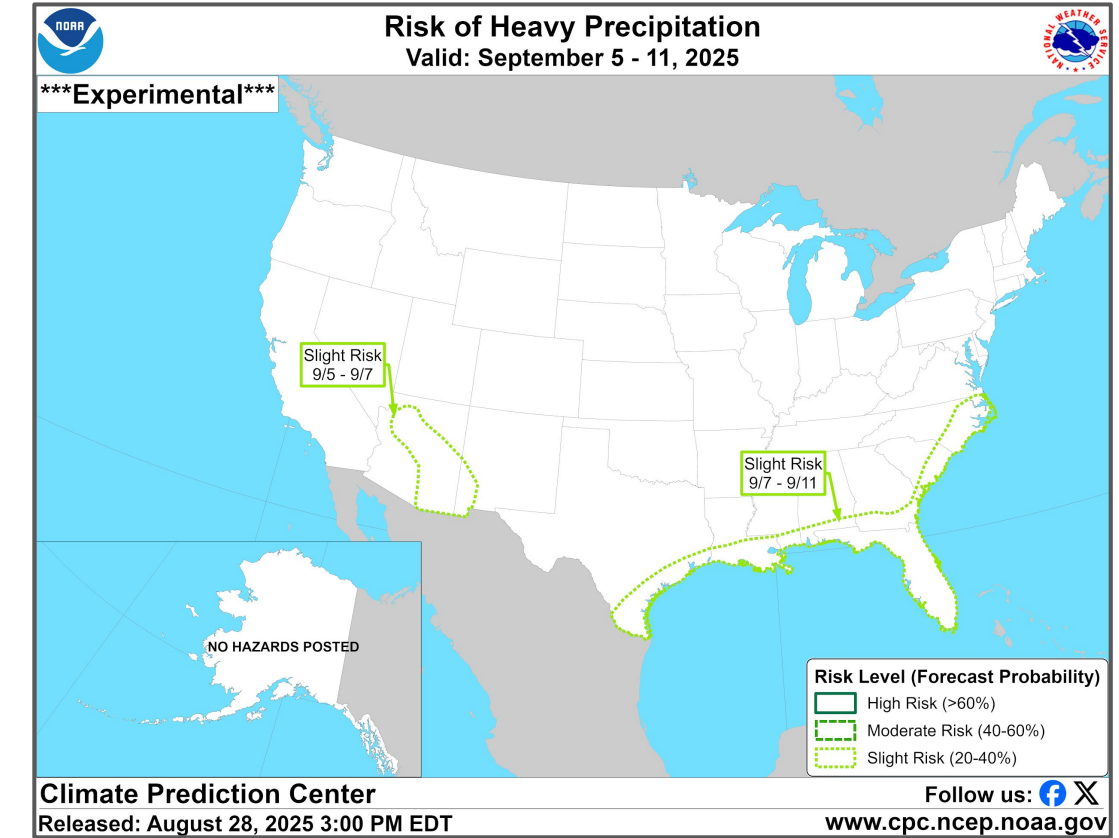 NOAA
Risk of Heavy Precipitation
Valid: September 5 - 11, 2025
NATIONAL WEATHER SERVICE
***Experimental***
Slight Risk
9/5 - 9/7
Slight Risk
9/7 - 9/11
NO HAZARDS POSTED
Risk Level (Forecast Probability)
High Risk (>60%)
Moderate Risk (40-60%)
Slight Risk (20-40%)
Climate Prediction Center
Follow us:
Released: August 28, 2025 3:00 PM EDT
www.cpc.ncep.noaa.gov